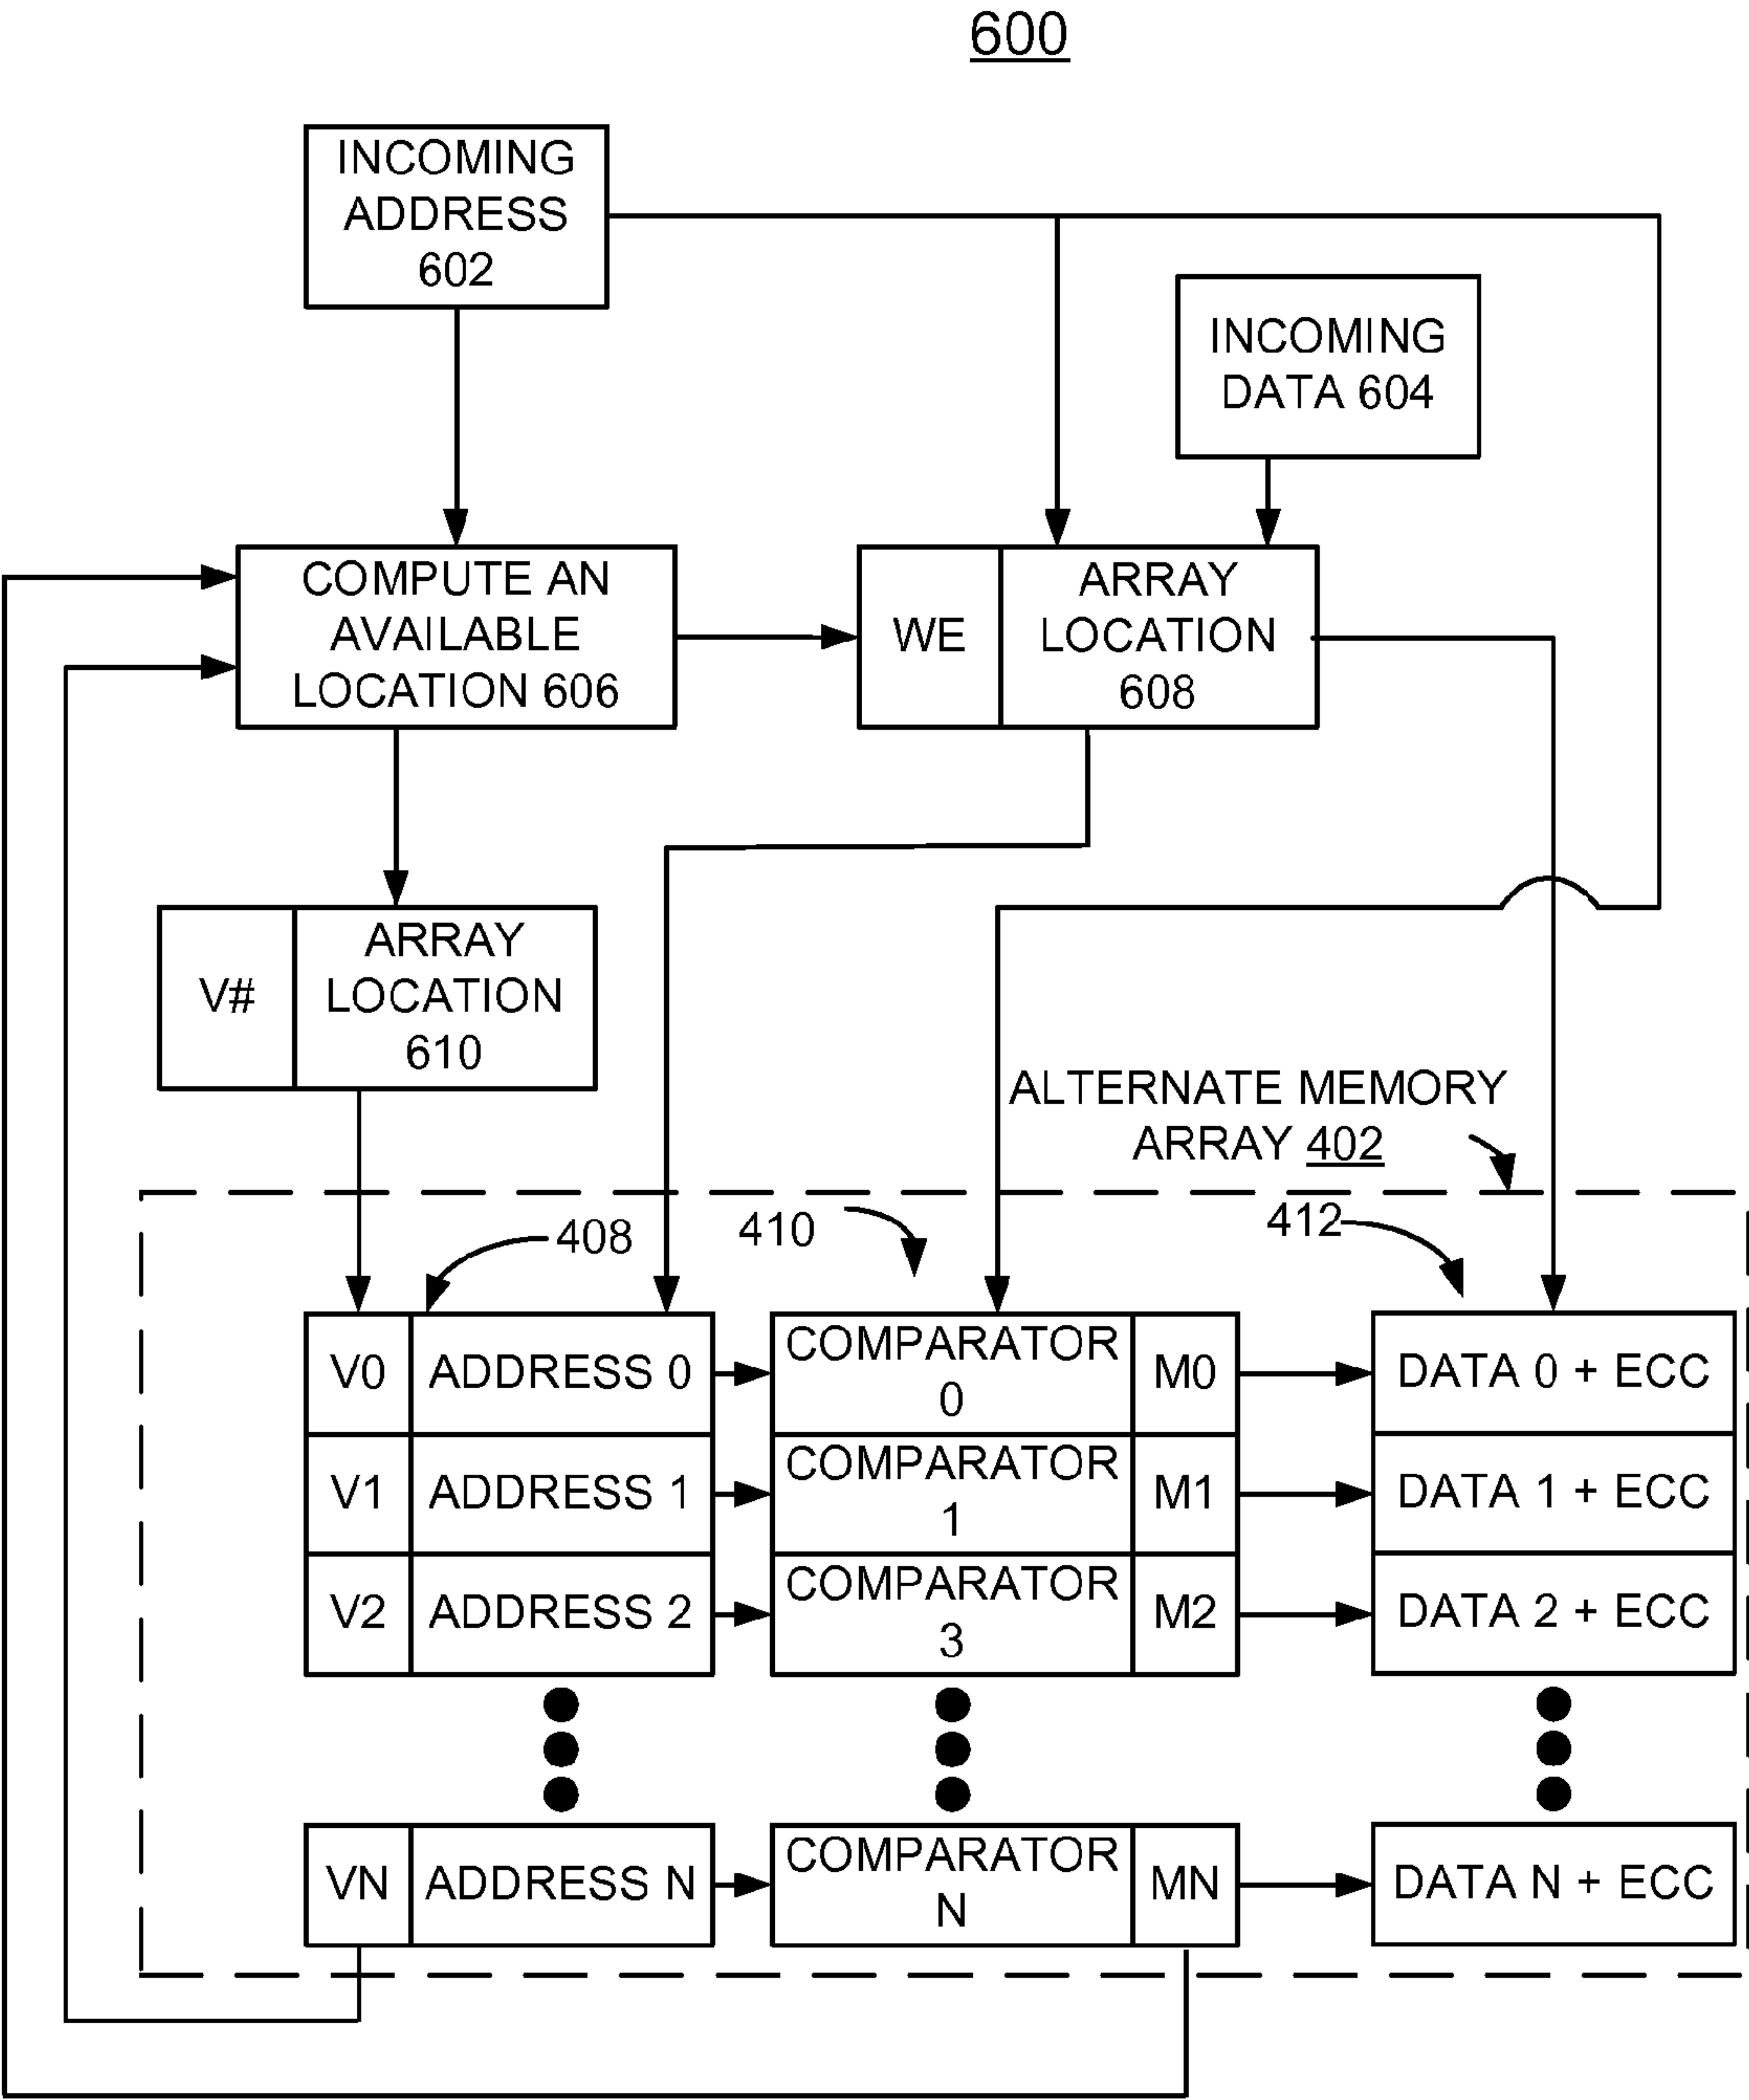 600
INCOMING
ADDRESS
602
INCOMING
DATA 604
COMPUTE AN
AVAILABLE
LOCATION 606
WE
ARRAY
LOCATION
608
V#
ARRAY
LOCATION
610
ALTERNATE MEMORY
ARRAY 402
408
410
412
V0
ADDRESS 0
COMPARATOR
0
M0
DATA 0 + ECC
V1
ADDRESS 1
COMPARATOR
1
M1
DATA 1 + ECC
V2
ADDRESS 2
COMPARATOR
3
M2
DATA 2 + ECC
VN
ADDRESS N
COMPARATOR
N
MN
DATA N + ECC